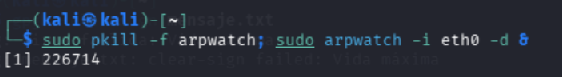 ┌──(kali㉿kali)-[~]
└─$ sudo pkill -f arpwatch; sudo arpwatch -i eth0 -d &
[1] 226714